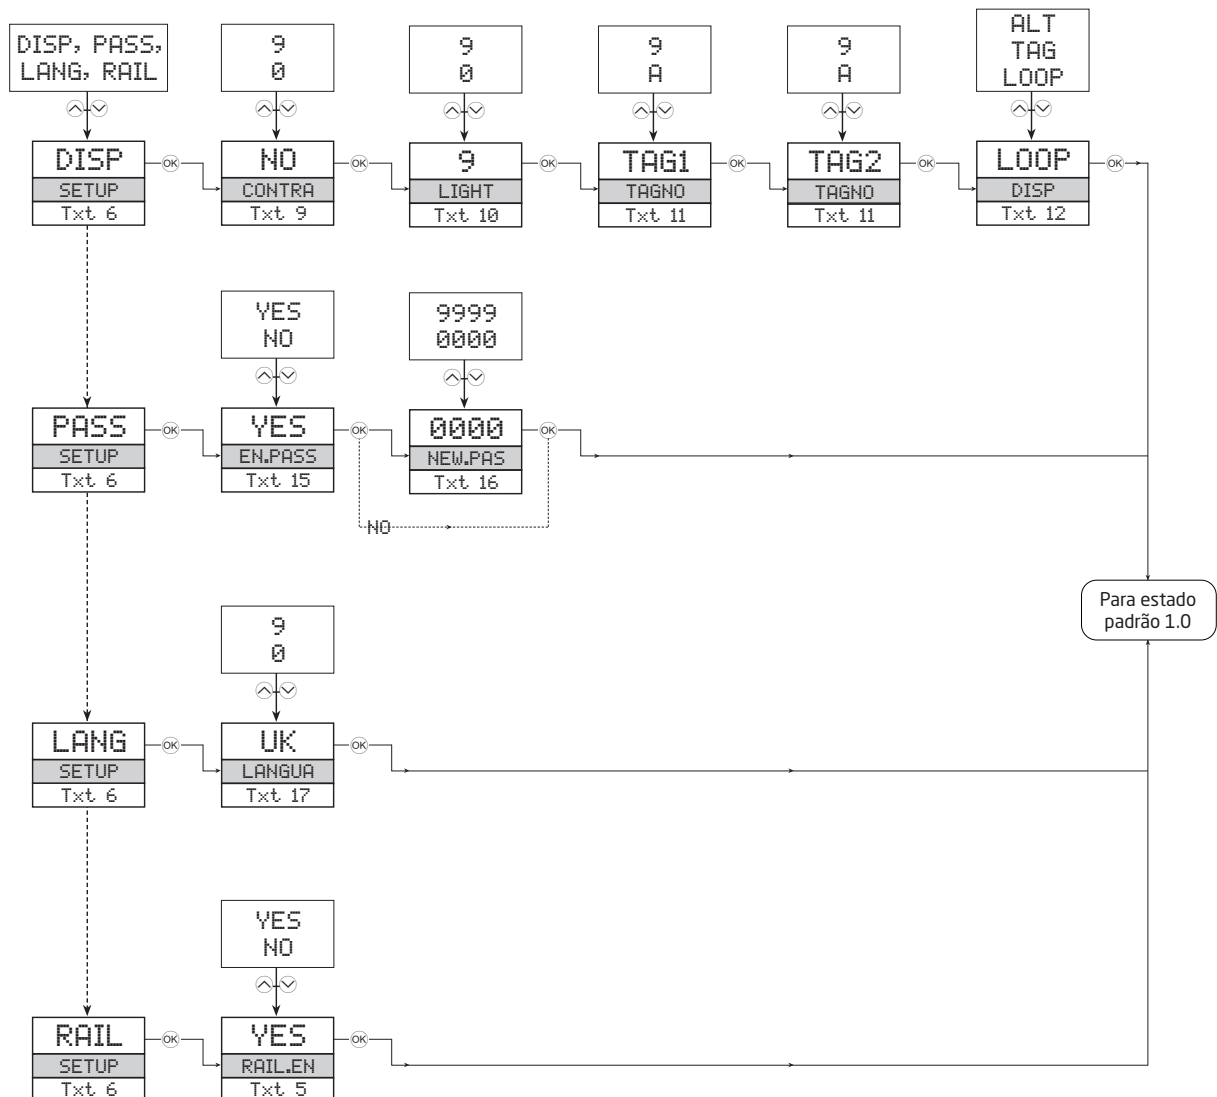 DISP, PASS,
LANG, RAIL
9
0
9
0
9
A
9
A
ALT
TAG
LOOP
DISP
SETUP
Txt 6
OK
NO
CONTRA
Txt 9
OK
9
LIGHT
Txt 10
OK
TAG1
TAGNO
Txt 11
OK
TAG2
TAGNO
Txt 11
OK
LOOP
DISP
Txt 12
OK
YES
NO
9999
0000
PASS
SETUP
Txt 6
OK
YES
EN.PASS
Txt 15
OK
0000
NEW.PAS
Txt 16
OK
NO
Para estado
padrão 1.0
9
0
LANG
SETUP
Txt 6
OK
UK
LANGUA
Txt 17
OK
YES
NO
RAIL
SETUP
Txt 6
OK
YES
RAIL.EN
Txt 5
OK